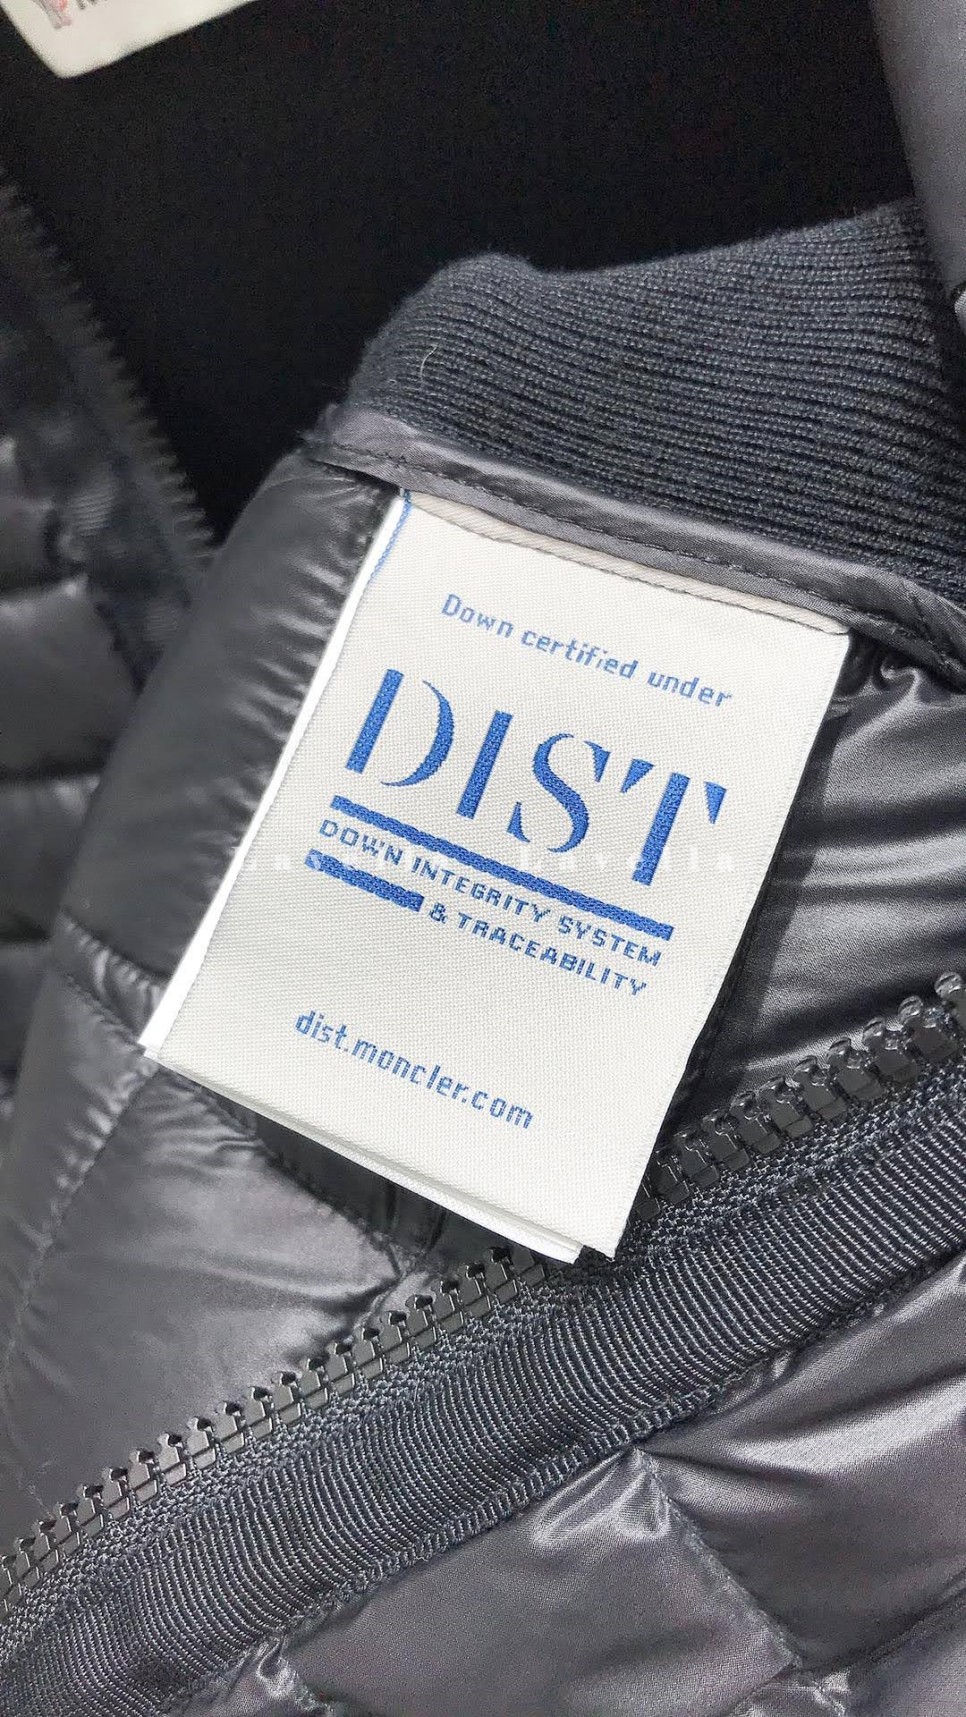 Down certified under
DIST
DOWN INTEGRITY SYSTEM
& TRACEABILITY
dist.moncler.com